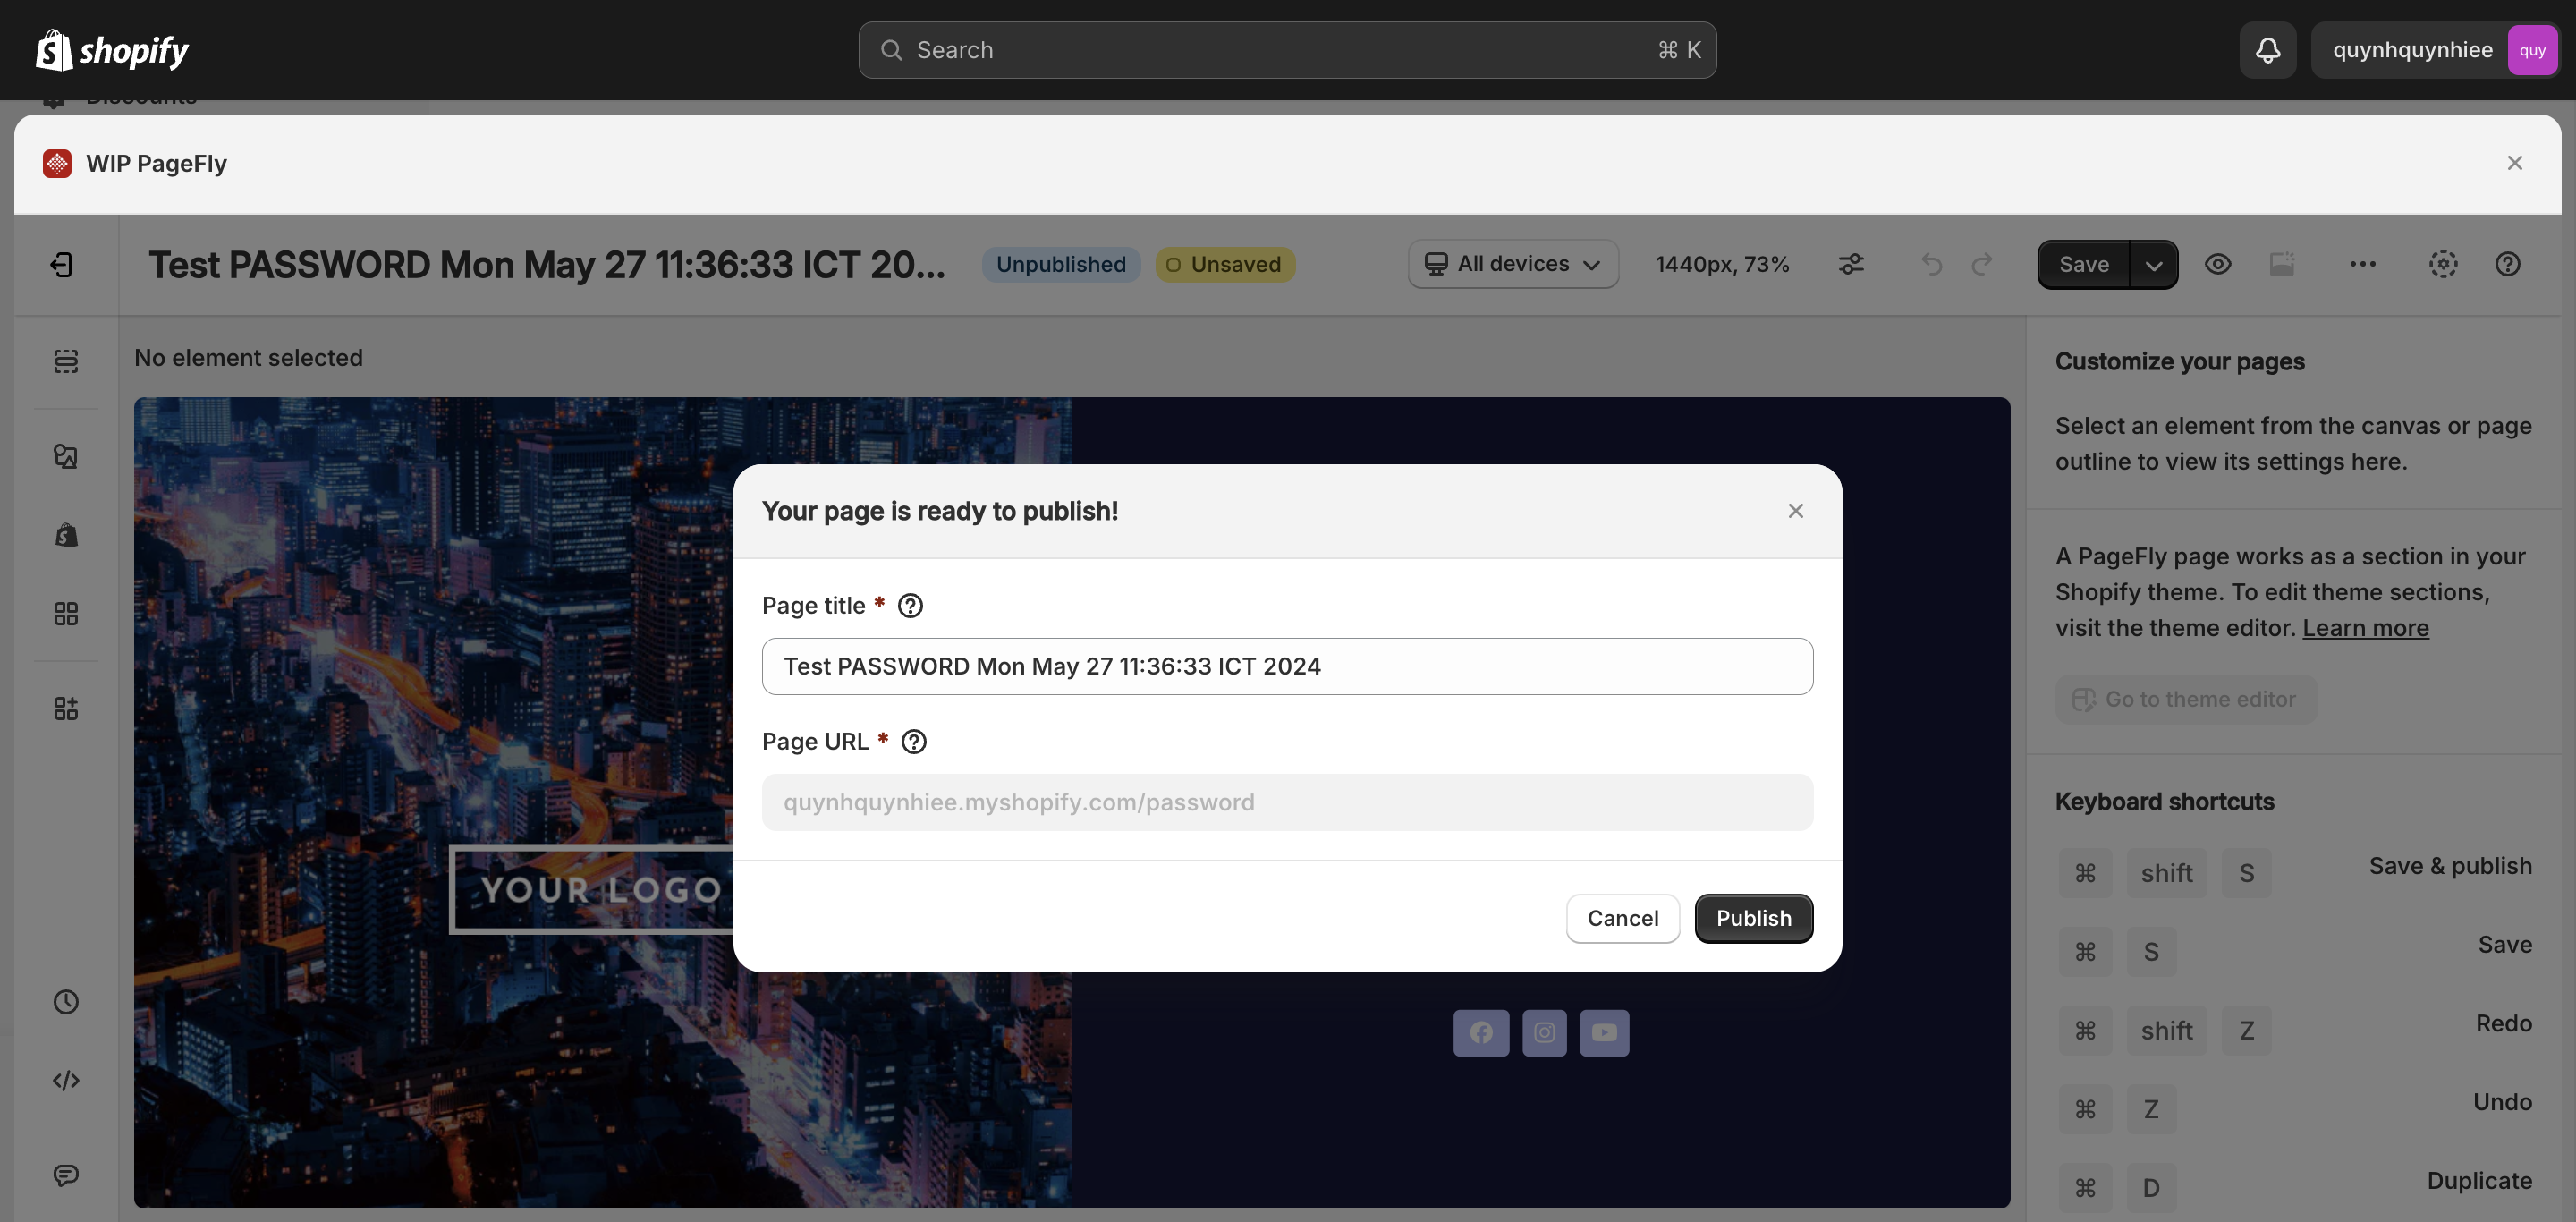 shopify
Search
⌘ K
quynhquynhiee
quy
Discounts
WIP PageFly
Test PASSWORD Mon May 27 11:36:33 ICT 20...
Unpublished
Unsaved
All devices
1440px, 73%
Save
No element selected
YOUR LOGO
Your page is ready to publish!
Page title *
Test PASSWORD Mon May 27 11:36:33 ICT 2024
Page URL *
quynhquynhiee.myshopify.com/password
Cancel
Publish
Customize your pages
Select an element from the canvas or page
outline to view its settings here.
A PageFly page works as a section in your
Shopify theme. To edit theme sections,
visit the theme editor. Learn more
Go to theme editor
Keyboard shortcuts
⌘ shift S Save & publish
⌘ S Save
⌘ shift Z Redo
⌘ Z Undo
⌘ D Duplicate